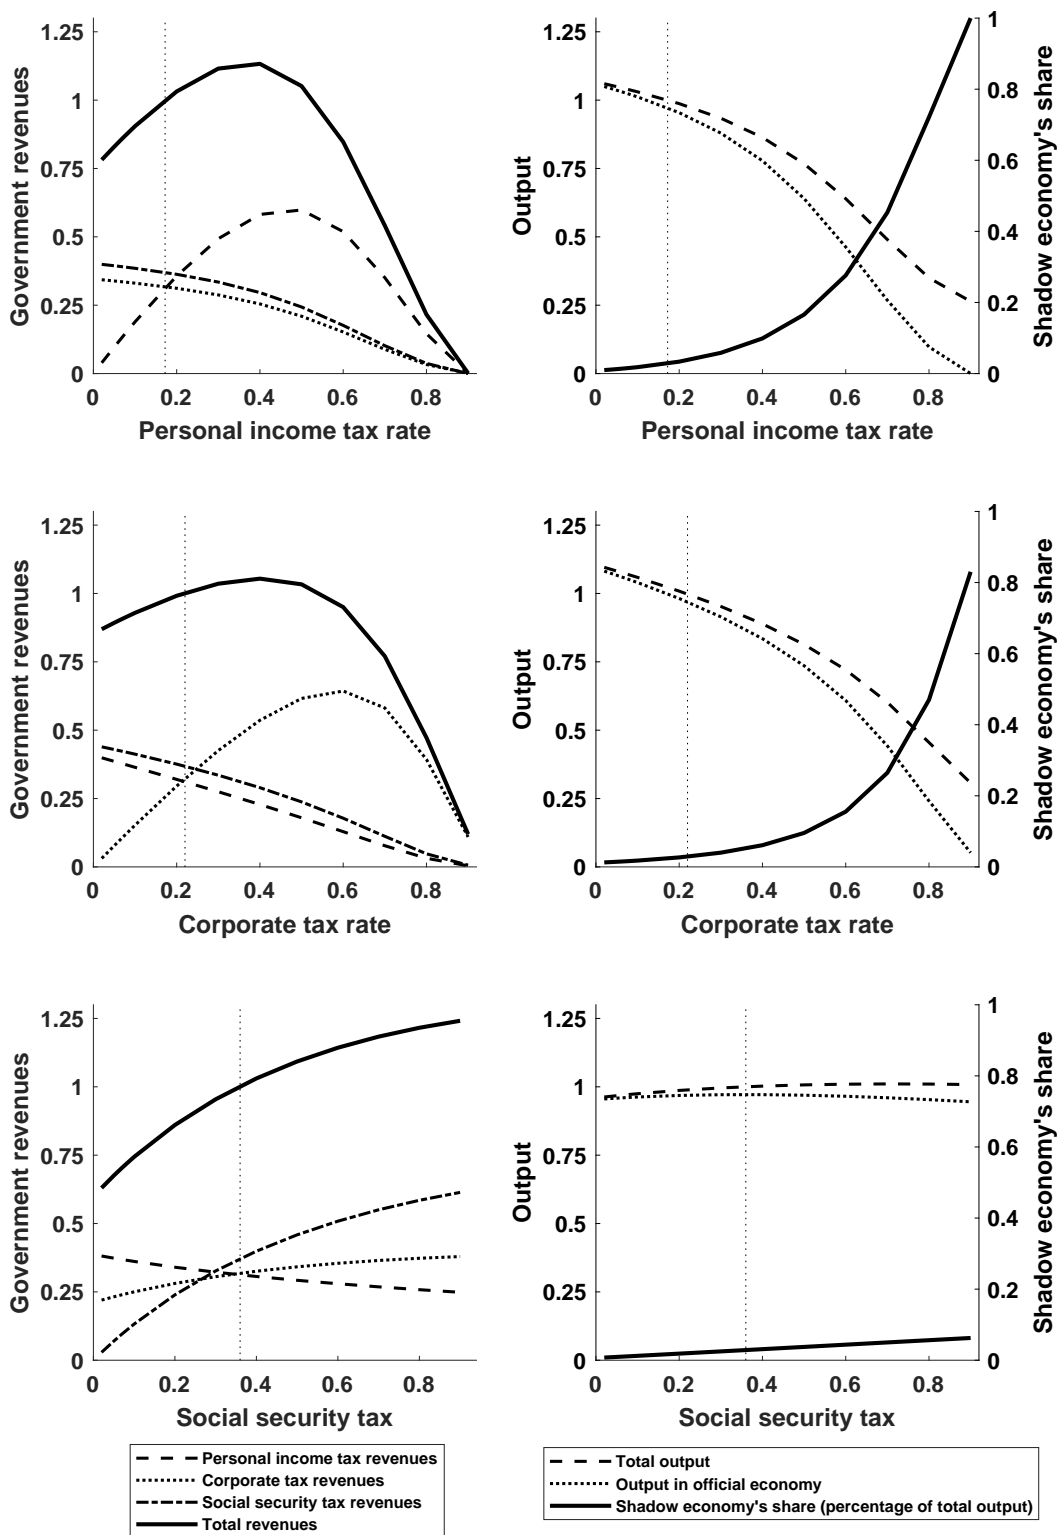 Government revenues
1.25
1
0.75
0.5
0.25
0
0 0.2 0.4 0.6 0.8
Personal income tax rate
Output
1.25
1
0.75
0.5
0.25
0
0 0.2 0.4 0.6 0.8
Personal income tax rate
1
0.8
0.6
0.4
0.2
0
Shadow economy's share
Government revenues
1.25
1
0.75
0.5
0.25
0
0 0.2 0.4 0.6 0.8
Corporate tax rate
Output
1.25
1
0.75
0.5
0.25
0
0 0.2 0.4 0.6 0.8
Corporate tax rate
1
0.8
0.6
0.4
0.2
0
Shadow economy's share
Government revenues
1.25
1
0.75
0.5
0.25
0
0 0.2 0.4 0.6 0.8
Social security tax
Output
1.25
1
0.75
0.5
0.25
0
0 0.2 0.4 0.6 0.8
Social security tax
1
0.8
0.6
0.4
0.2
0
Shadow economy's share
Personal income tax revenues
Corporate tax revenues
Social security tax revenues
Total revenues
Total output
Output in official economy
Shadow economy's share (percentage of total output)